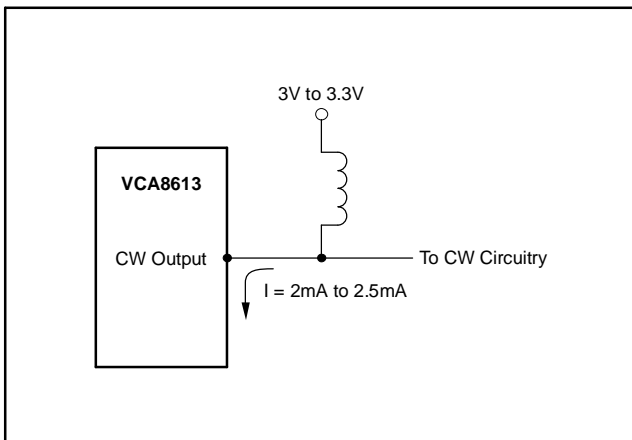 3V to 3.3V
VCA8613
CW Output
To CW Circuitry
I = 2mA to 2.5mA